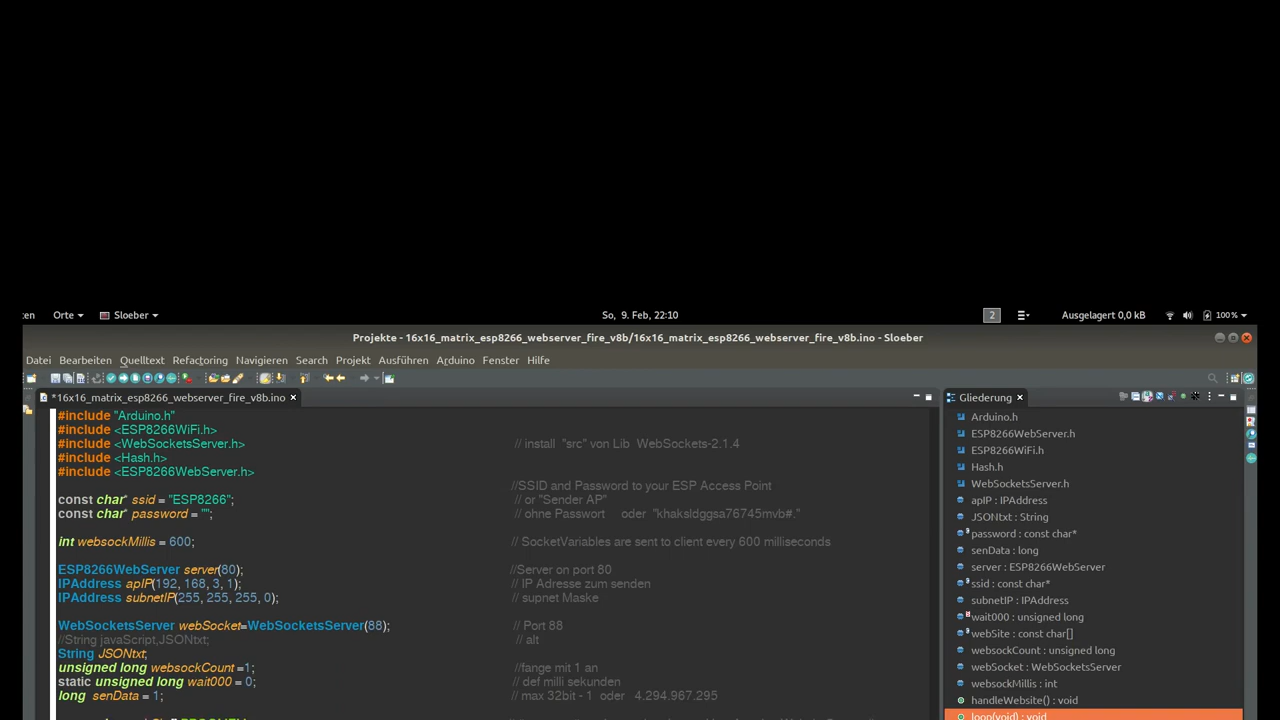 ten Orte Sloeber So, 9. Feb, 22:10 2 Ausgelagert 0,0 kB 100%
Projekte - 16x16_matrix_esp8266_webserver_fire_v8b/16x16_matrix_esp8266_webserver_fire_v8b.ino - Sloeber
Datei Bearbeiten Quelltext Refactoring Navigieren Search Projekt Ausführen Arduino Fenster Hilfe
*16x16_matrix_esp8266_webserver_fire_v8b.ino
#include "Arduino.h"
#include <ESP8266WiFi.h>
#include <WebSocketsServer.h> // install "src" von Lib WebSockets-2.1.4
#include <Hash.h>
#include <ESP8266WebServer.h>
//SSID and Password to your ESP Access Point
const char* ssid = "ESP8266"; // or "Sender AP"
const char* password = ""; // ohne Passwort oder "khaksldggsa76745mvb#."
int websockMillis = 600; // SocketVariables are sent to client every 600 milliseconds
ESP8266WebServer server(80); //Server on port 80
IPAddress apIP(192, 168, 3, 1); // IP Adresse zum senden
IPAddress subnetIP(255, 255, 255, 0); // supnet Maske
WebSocketsServer webSocket=WebSocketsServer(88); // Port 88
//String javaScript,JSONtxt; // alt
String JSONtxt;
unsigned long websockCount =1; //fange mit 1 an
static unsigned long wait000 = 0; // def milli sekunden
long senData = 1; // max 32bit - 1 oder 4.294.967.295
Gliederung
Arduino.h
ESP8266WebServer.h
ESP8266WiFi.h
Hash.h
WebSocketsServer.h
apIP : IPAddress
JSONtxt : String
password : const char*
senData : long
server : ESP8266WebServer
ssid : const char*
subnetIP : IPAddress
wait000 : unsigned long
webSite : const char[]
websockCount : unsigned long
webSocket : WebSocketsServer
websockMillis : int
handleWebsite() : void
loop(void) : void